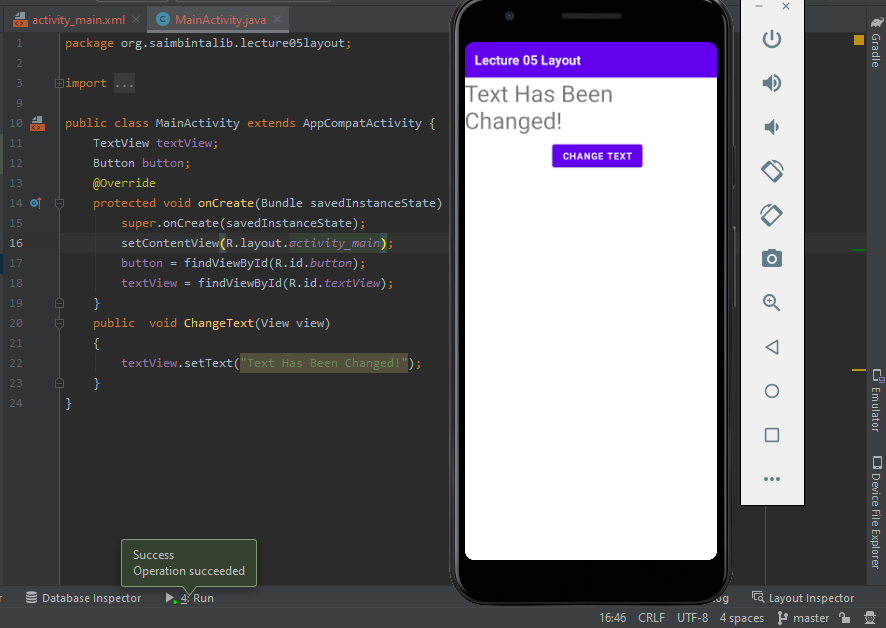 activity_main.xml
MainActivity.java
1 package org.saimbintalib.lecture05layout;
2
3 import ...
9
10 public class MainActivity extends AppCompatActivity {
11 TextView textView;
12 Button button;
13 @Override
14 protected void onCreate(Bundle savedInstanceState)
15 super.onCreate(savedInstanceState);
16 setContentView(R.layout.activity_main);
17 button = findViewById(R.id.button);
18 textView = findViewById(R.id.textView);
19 }
20 public void ChangeText(View view)
21 {
22 textView.setText("Text Has Been Changed!");
23 }
24 }
Lecture 05 Layout
Text Has Been
Changed!
CHANGE TEXT
Gradle
Emulator
Device File Explorer
Success
Operation succeeded
Database Inspector
4: Run
Layout Inspector
16:46 CRLF UTF-8 4 spaces master